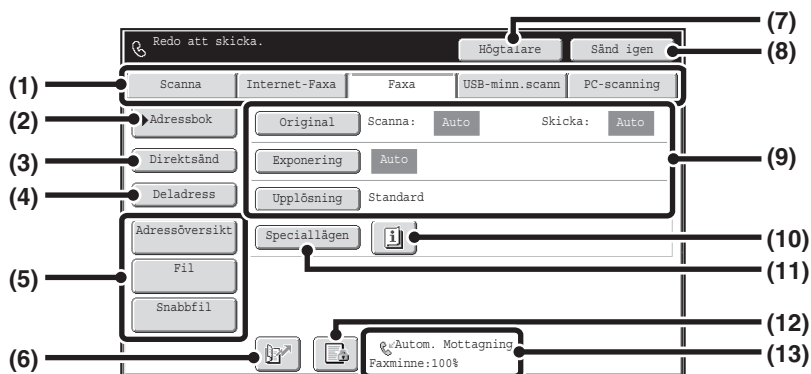 (7)
Redo att skicka.
Högtalare
Sänd igen
(8)
(1)
Scanna
Internet-Faxa
Faxa
USB-minn.scann
PC-scanning
(2)
Adressbok
Original
Scanna:
Auto
Skicka:
Auto
(3)
Direktsänd
Exponering
Auto
(9)
(4)
Deladress
Upplösning
Standard
Adressöversikt
Speciallägen
(10)
(11)
(5)
Fil
Snabbfil
(12)
(6)
Autom. Mottagning
Faxminne:100%
(13)